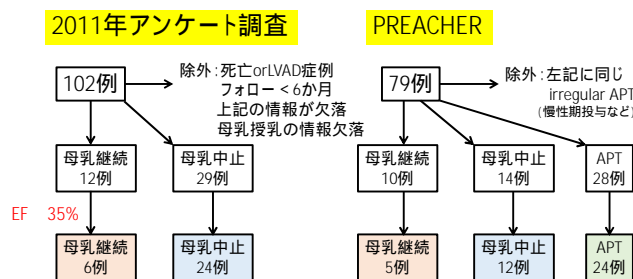 2011年アンケート調査
PREACHER
102例
除外:死亡orLVAD症例
フォロー<6か月
上記の情報が欠落
母乳授乳の情報欠落
79例
除外:左記に同じ
irregular APT
(慢性期投与など)
母乳継続
12例
母乳中止
29例
母乳継続
10例
母乳中止
14例
APT
28例
EF 35%
母乳継続
6例
母乳中止
24例
母乳継続
5例
母乳中止
12例
APT
24例